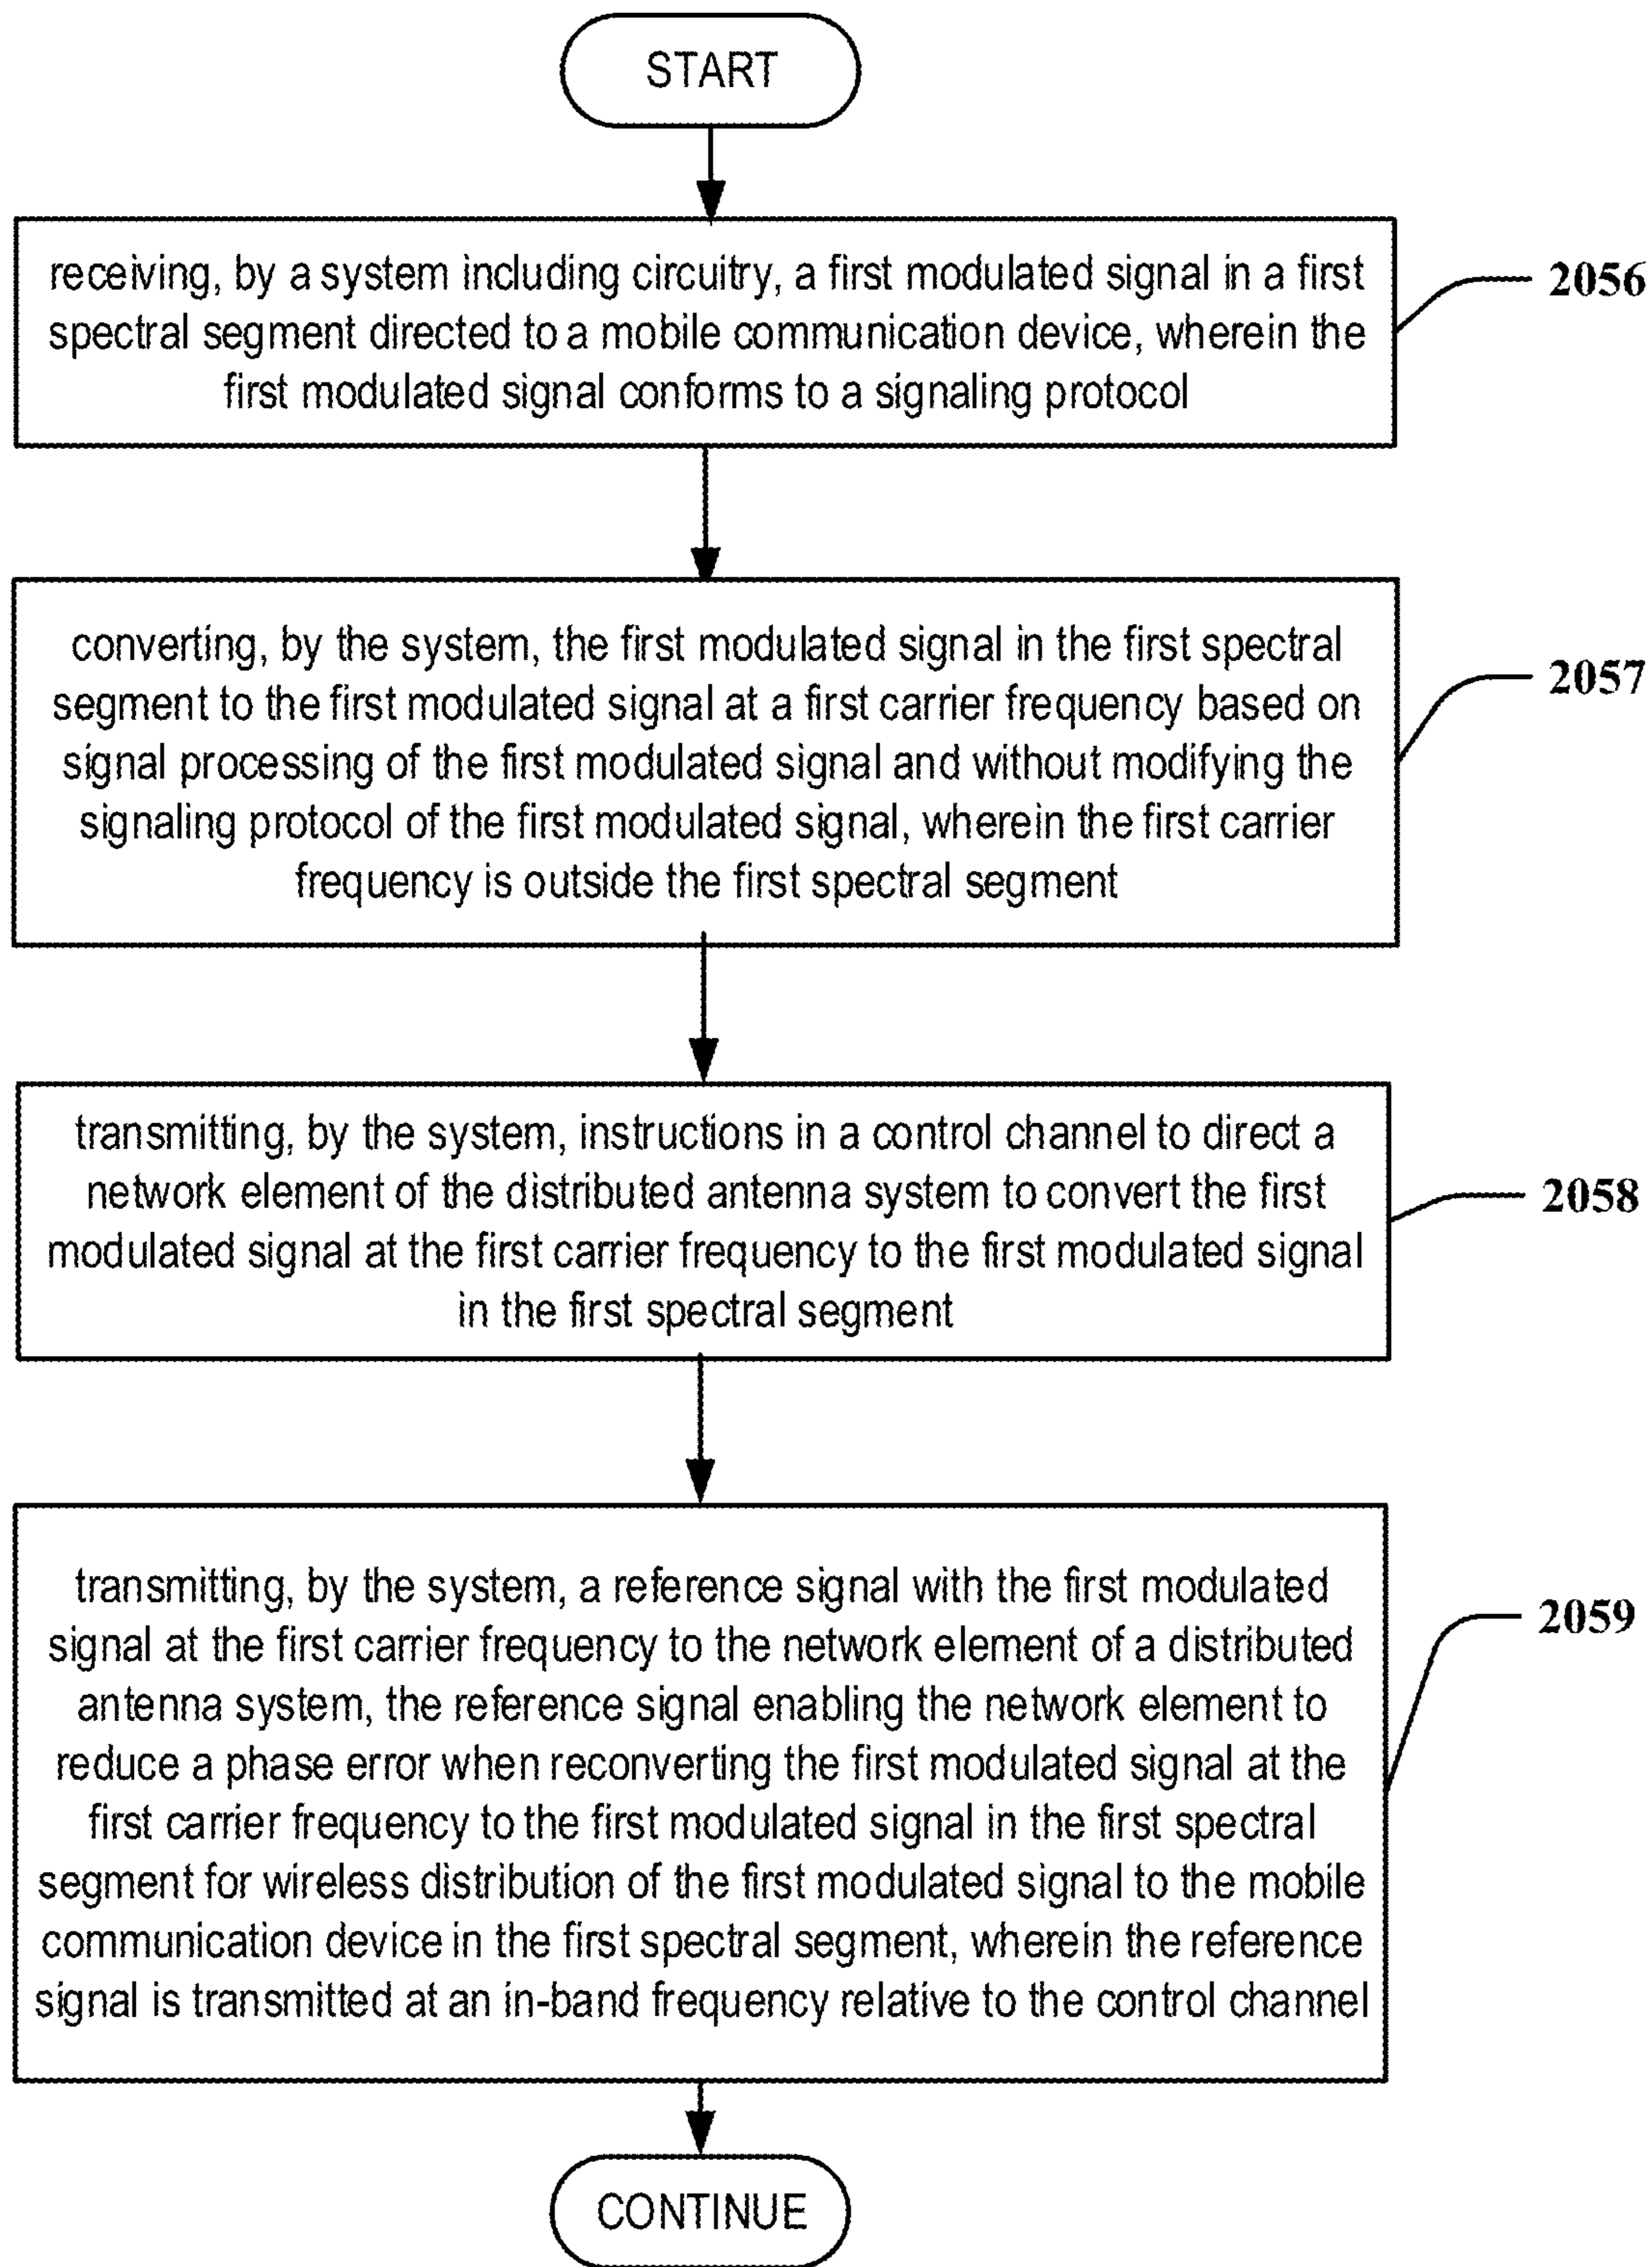 START
receiving, by a system including circuitry, a first modulated signal in a first
spectral segment directed to a mobile communication device, wherein the
first modulated signal conforms to a signaling protocol
2056
converting, by the system, the first modulated signal in the first spectral
segment to the first modulated signal at a first carrier frequency based on
signal processing of the first modulated signal and without modifying the
signaling protocol of the first modulated signal, wherein the first carrier
frequency is outside the first spectral segment
2057
transmitting, by the system, instructions in a control channel to direct a
network element of the distributed antenna system to convert the first
modulated signal at the first carrier frequency to the first modulated signal
in the first spectral segment
2058
transmitting, by the system, a reference signal with the first modulated
signal at the first carrier frequency to the network element of a distributed
antenna system, the reference signal enabling the network element to
reduce a phase error when reconverting the first modulated signal at the
first carrier frequency to the first modulated signal in the first spectral
segment for wireless distribution of the first modulated signal to the mobile
communication device in the first spectral segment, wherein the reference
signal is transmitted at an in-band frequency relative to the control channel
2059
CONTINUE